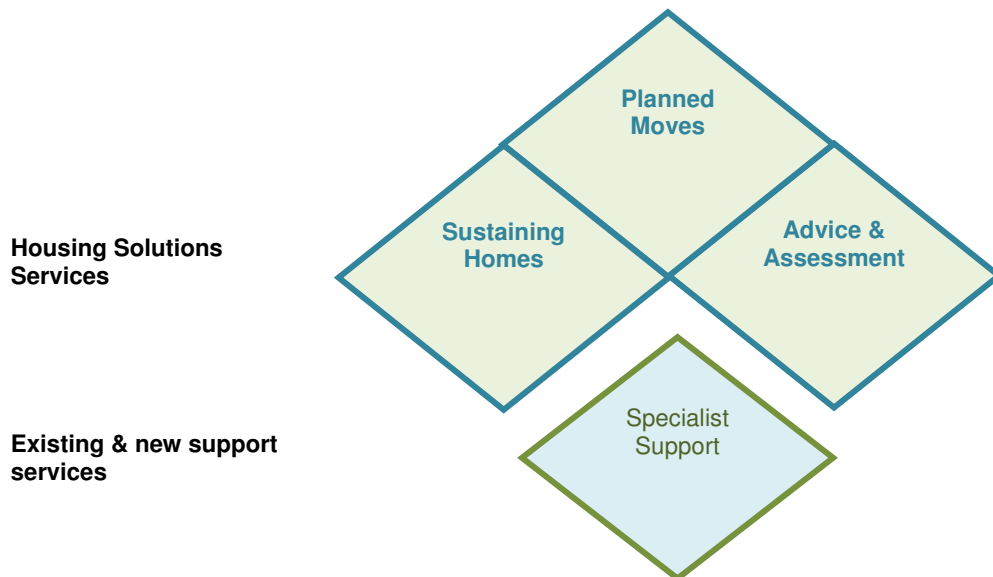 Planned
Moves
Sustaining
Homes
Advice &
Assessment
Housing Solutions
Services
Specialist
Support
Existing & new support
services